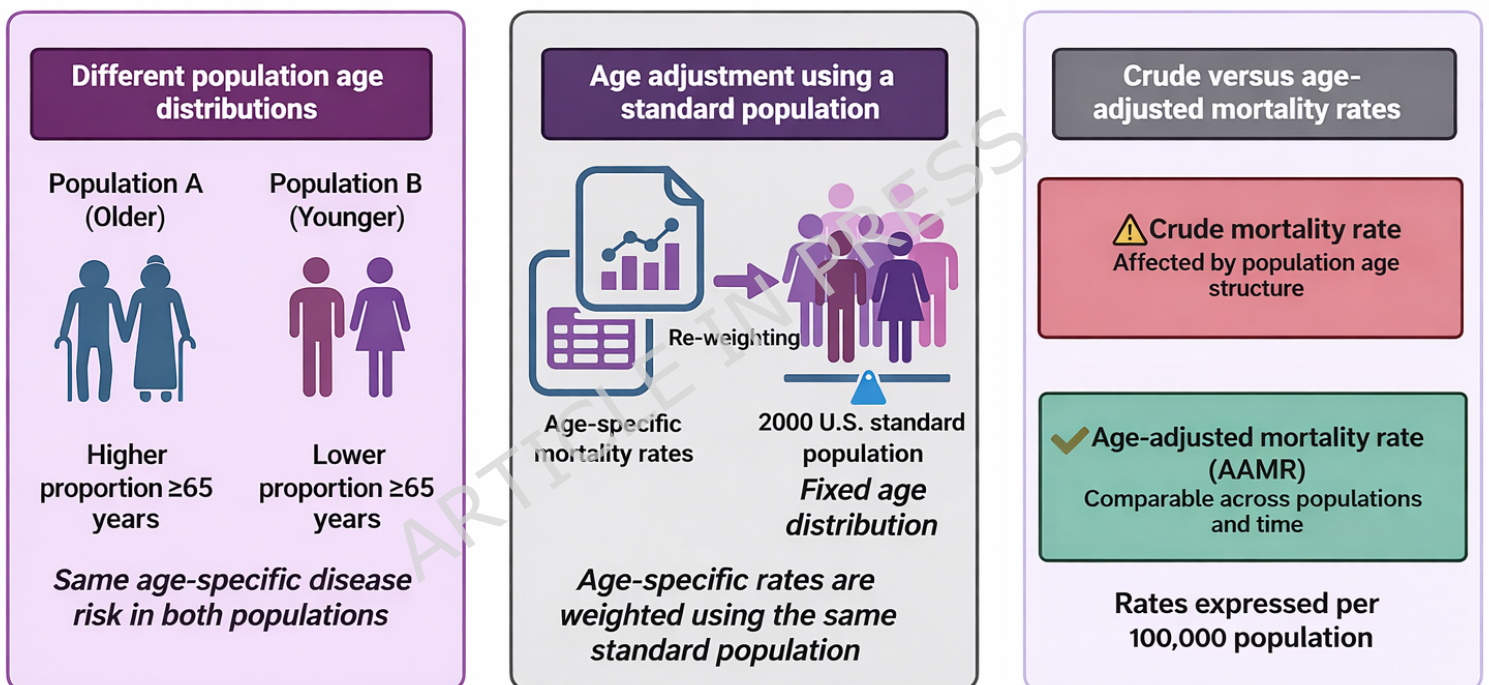 Different population age
distributions
Population A
(Older)
Population B
(Younger)
Higher
proportion ≥65
years
Lower
proportion ≥65
years
Same age-specific disease
risk in both populations
Age adjustment using a
standard population
Re-weighting
Age-specific
mortality rates
2000 U.S. standard
population
Fixed age
distribution
Age-specific rates are
weighted using the same
standard population
Crude versus age-
adjusted mortality rates
Crude mortality rate
Affected by population age
structure
Age-adjusted mortality rate
(AAMR)
Comparable across populations
and time
Rates expressed per
100,000 population
ARTICLE IN PRESS